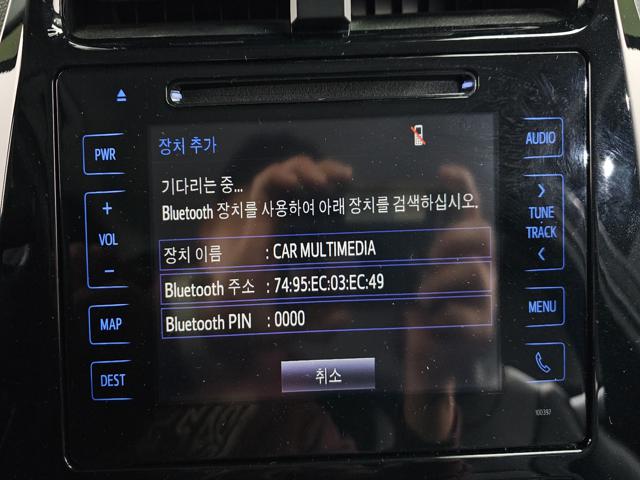 장치 추가
기다리는 중...
Bluetooth 장치를 사용하여 아래 장치를 검색하십시오.
장치 이름 : CAR MULTIMEDIA
Bluetooth 주소 : 74:95:EC:03:EC:49
Bluetooth PIN : 0000
취소
PWR
+
VOL
−
MAP
DEST
AUDIO
>
TUNE
TRACK
<
MENU
100397